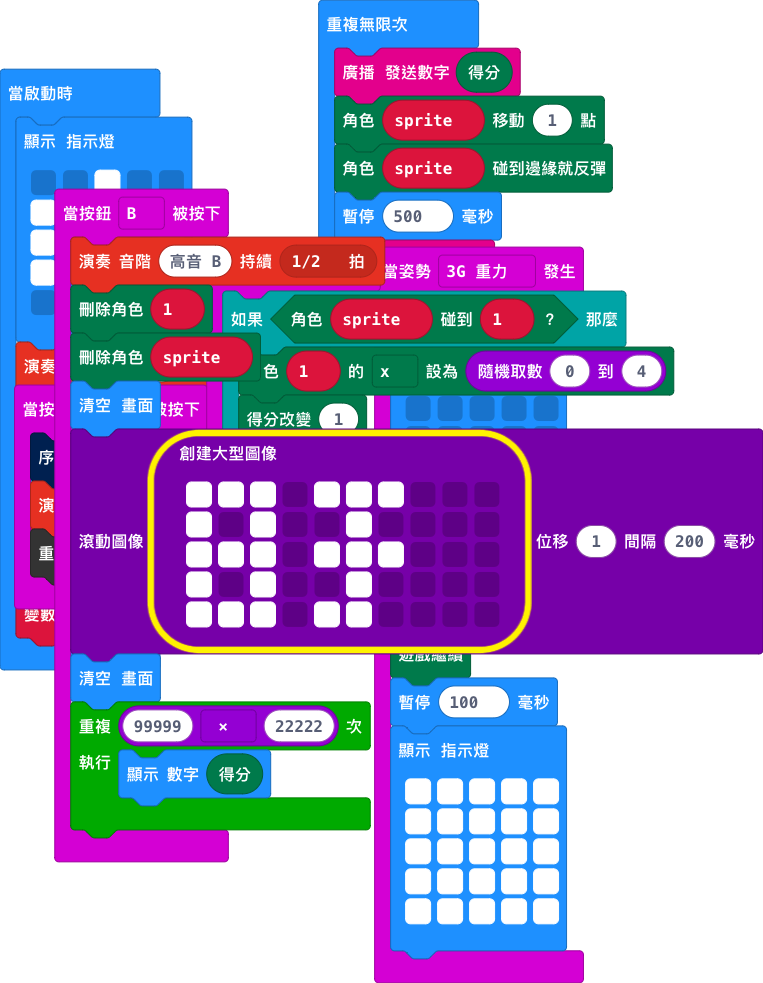 重複無限次
廣播 發送數字 得分
角色 sprite 移動 1 點
角色 sprite 碰到邊緣就反彈
暫停 500 毫秒
當啟動時
顯示 指示燈
演奏
變數
當按
被按下
序
演
重
當按鈕 B 被按下
演奏 音階 高音 B 持續 1/2 拍
刪除角色 1
刪除角色 sprite
清空 畫面
滾動圖像 創建大型圖像 位移 1 間隔 200 毫秒
清空 畫面
重複 99999 × 22222 次
執行 顯示 數字 得分
當姿勢 3G 重力 發生
如果 角色 sprite 碰到 1 ? 那麼
色 1 的 x 設為 隨機取數 0 到 4
得分改變 1
遊戲繼續
暫停 100 毫秒
顯示 指示燈